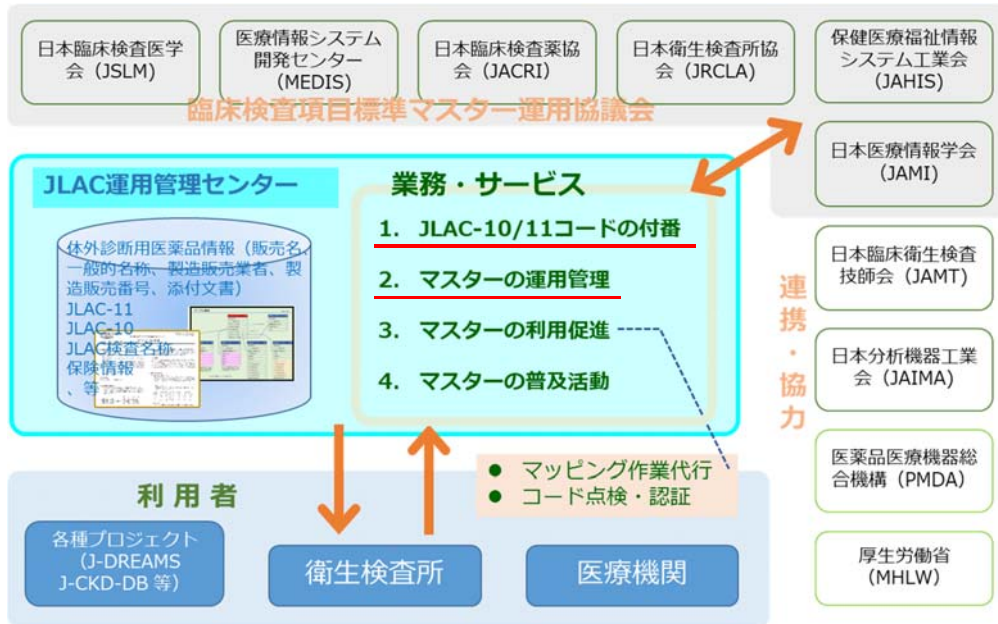 日本臨床検査医学
会（JSLM）
医療情報システム
開発センター
（MEDIS）
日本臨床検査薬協
会（JACRI）
日本衛生検査所協
会（JRCLA）
保健医療福祉情報
システム工業会
（JAHIS）
臨床検査項目標準マスター運用協議会
日本医療情報学会
（JAMI）
JLAC運用管理センター
体外診断用医薬品情報（販売名、
一般的名称、製造販売業者、製
造販売番号、添付文書）
JLAC-11
JLAC-10
JLAC検査名称
保険情報
、等
業務・サービス
1. JLAC-10/11コードの付番
2. マスターの運用管理
3. マスターの利用促進
4. マスターの普及活動
連携・協力
日本臨床衛生検査
技師会（JAMT）
日本分析機器工業
会（JAIMA）
医薬品医療機器総
合機構（PMDA）
厚生労働省
（MHLW）
● マッピング作業代行
● コード点検・認証
利用者
各種プロジェクト
（J-DREAMS
J-CKD-DB 等）
衛生検査所
医療機関